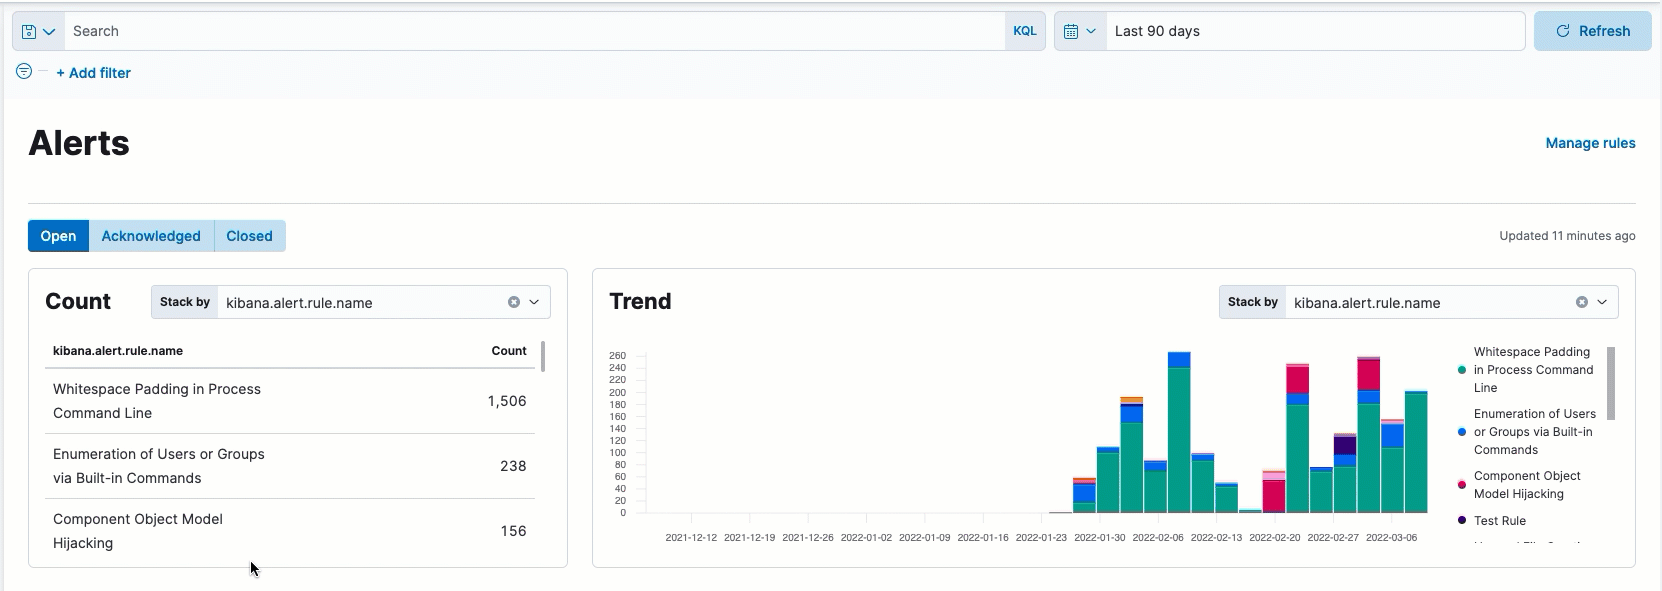 Search
KQL
Last 90 days
Refresh
+ Add filter
Alerts
Manage rules
Open
Acknowledged
Closed
Updated 11 minutes ago
Count
Stack by
kibana.alert.rule.name
kibana.alert.rule.name
Count
Whitespace Padding in Process
Command Line
1,506
Enumeration of Users or Groups
via Built-in Commands
238
Component Object Model
Hijacking
156
Trend
Stack by
kibana.alert.rule.name
260
240
220
200
180
160
140
120
100
80
60
40
20
0
2021-12-12
2021-12-19
2021-12-26
2022-01-02
2022-01-09
2022-01-16
2022-01-23
2022-01-30
2022-02-06
2022-02-13
2022-02-20
2022-02-27
2022-03-06
Whitespace Padding
in Process Command
Line
Enumeration of Users
or Groups via Built-in
Commands
Component Object
Model Hijacking
Test Rule